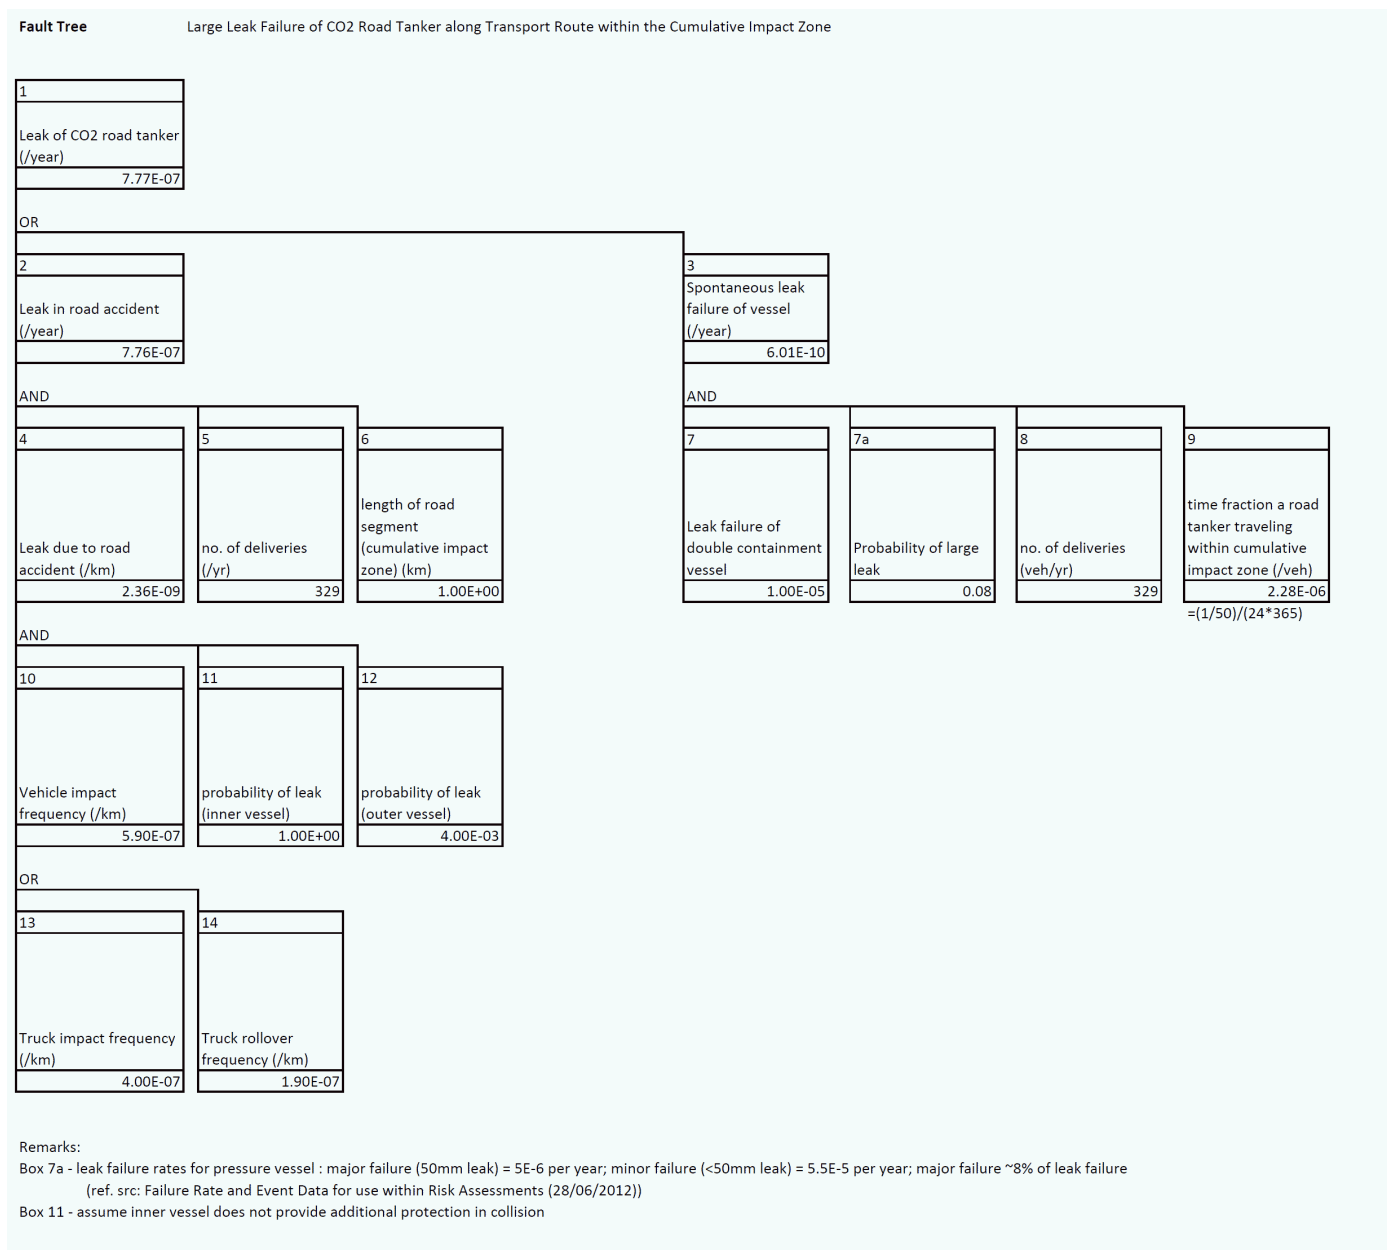 Fault Tree Large Leak Failure of CO2 Road Tanker along Transport Route within the Cumulative Impact Zone
1
Leak of CO2 road tanker
(/year)
7.77E-07
OR
2
Leak in road accident
(/year)
7.76E-07
3
Spontaneous leak
failure of vessel
(/year)
6.01E-10
AND
4
Leak due to road
accident (/km)
2.36E-09
5
no. of deliveries
(/yr)
329
6
length of road
segment
(cumulative impact
zone) (km)
1.00E+00
AND
7
Leak failure of
double containment
vessel
1.00E-05
7a
Probability of large
leak
0.08
8
no. of deliveries
(veh/yr)
329
9
time fraction a road
tanker traveling
within cumulative
impact zone (/veh)
2.28E-06
=(1/50)/(24*365)
AND
10
Vehicle impact
frequency (/km)
5.90E-07
11
probability of leak
(inner vessel)
1.00E+00
12
probability of leak
(outer vessel)
4.00E-03
OR
13
Truck impact frequency
(/km)
4.00E-07
14
Truck rollover
frequency (/km)
1.90E-07
Remarks:
Box 7a - leak failure rates for pressure vessel : major failure (50mm leak) = 5E-6 per year; minor failure (<50mm leak) = 5.5E-5 per year; major failure ~8% of leak failure
(ref. src: Failure Rate and Event Data for use within Risk Assessments (28/06/2012))
Box 11 - assume inner vessel does not provide additional protection in collision